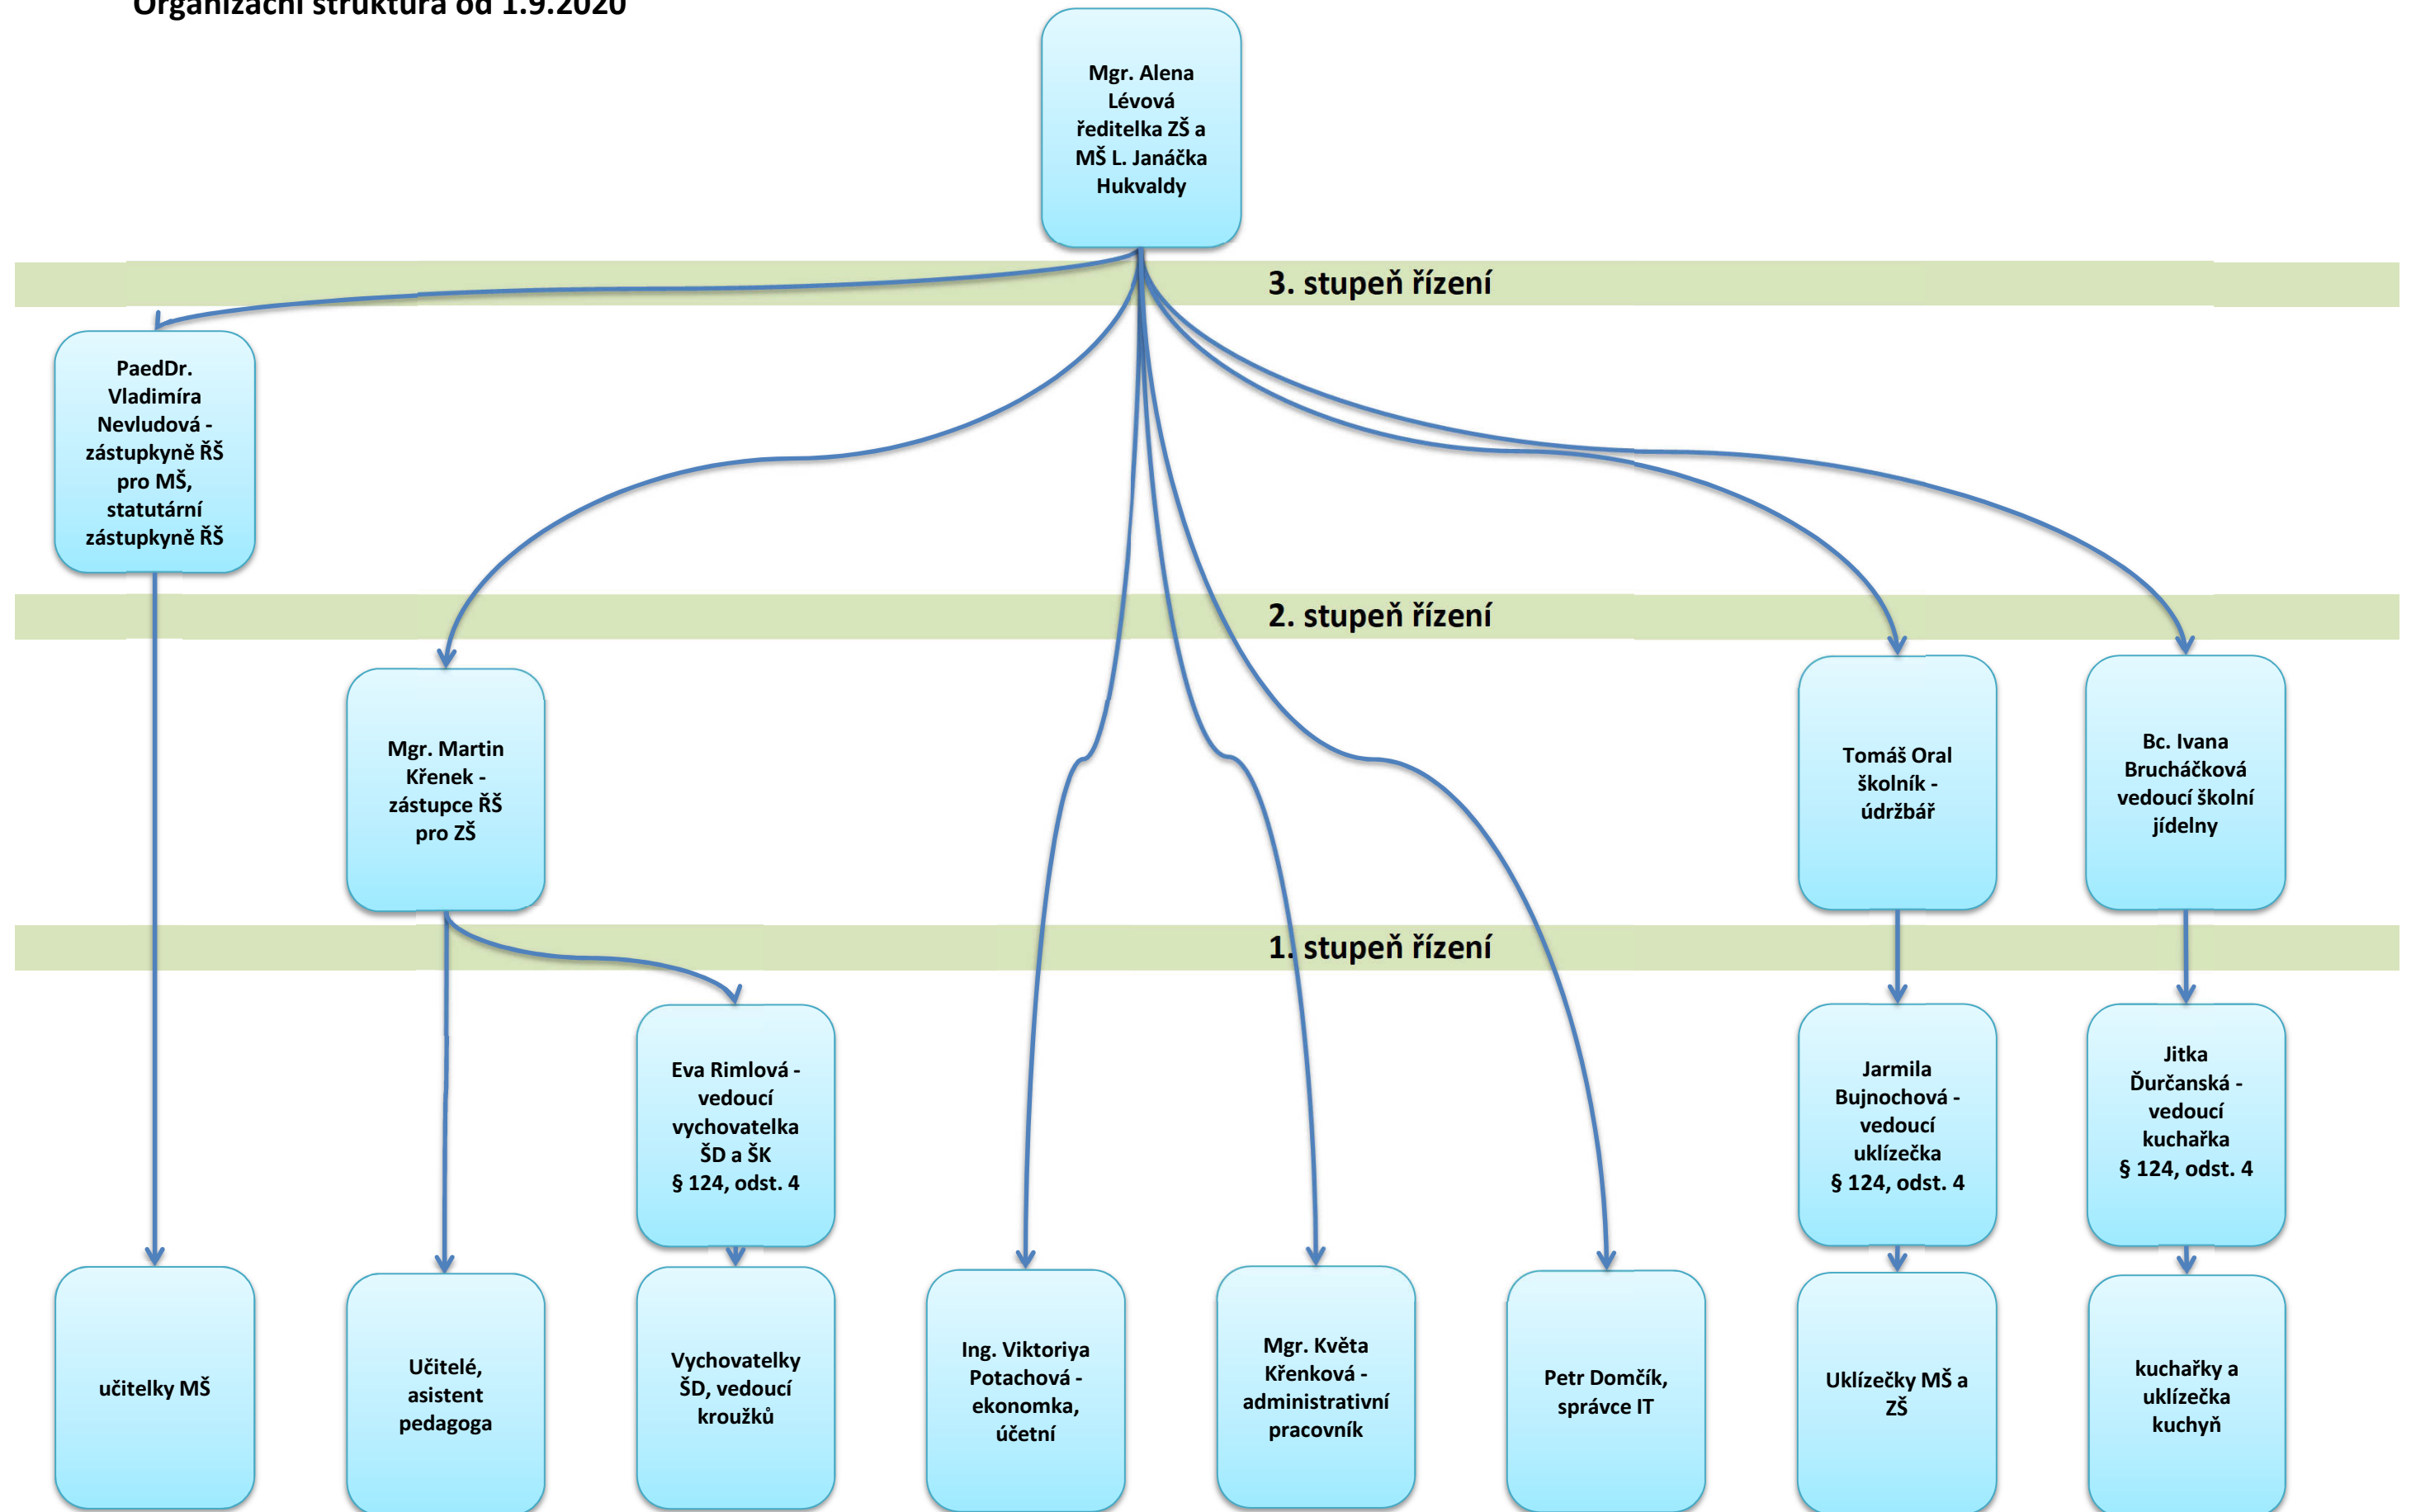 Organizační struktura od 1.9.2020
Mgr. Alena
Lévová
ředitelka ZŠ a
MŠ L. Janáčka
Hukvaldy
3. stupeň řízení
PaedDr.
Vladimíra
Nevludová -
zástupkyně ŘŠ
pro MŠ,
statutární
zástupkyně ŘŠ
2. stupeň řízení
Mgr. Martin
Křenek -
zástupce ŘŠ
pro ZŠ
Tomáš Oral
školník -
údržbář
Bc. Ivana
Brucháčková
vedoucí školní
jídelny
1. stupeň řízení
Eva Rimlová -
vedoucí
vychovatelka
ŠD a ŠK
§ 124, odst. 4
Jarmila
Bujnochová -
vedoucí
uklízečka
§ 124, odst. 4
Jitka
Ďurčanská -
vedoucí
kuchařka
§ 124, odst. 4
učitelky MŠ
Učitelé,
asistent
pedagoga
Vychovatelky
ŠD, vedoucí
kroužků
Ing. Viktoriya
Potachová -
ekonomka,
účetní
Mgr. Květa
Křenková -
administrativní
pracovník
Petr Domčík,
správce IT
Uklízečky MŠ a
ZŠ
kuchařky a
uklízečka
kuchyň